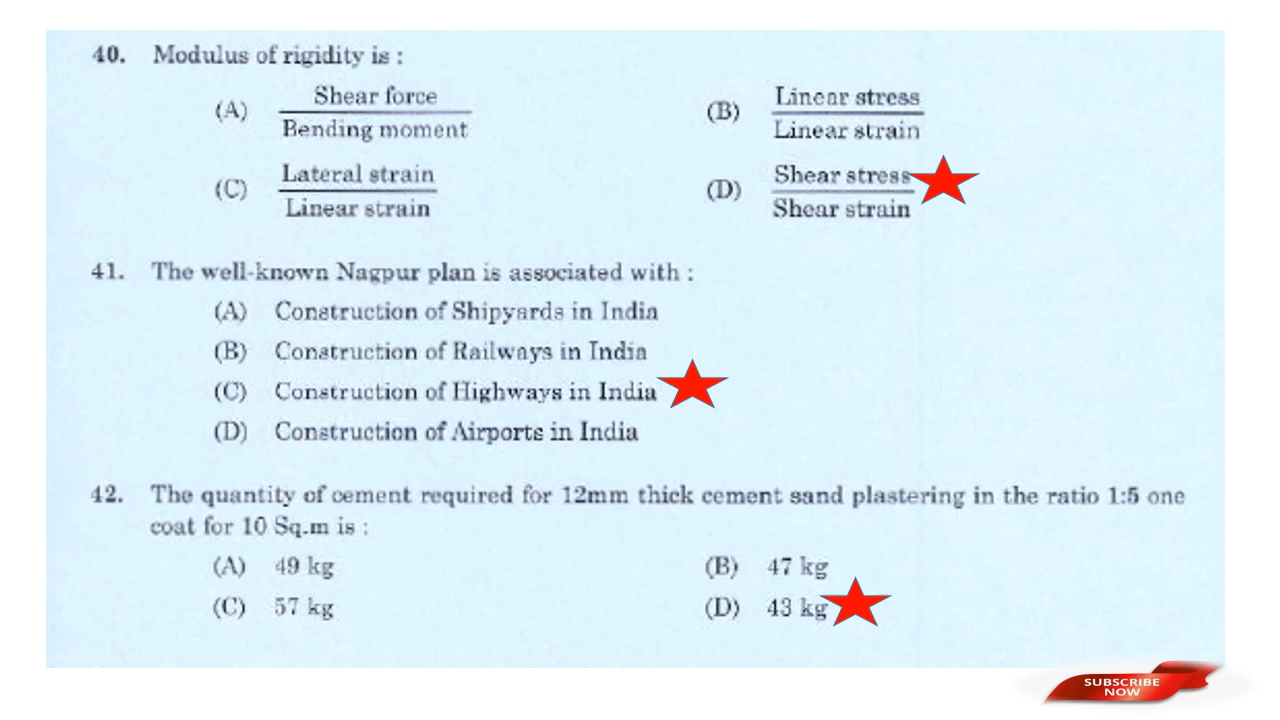 40. Modulus of rigidity is :
(A) Shear force / Bending moment (B) Linear stress / Linear strain
(C) Lateral strain / Linear strain (D) Shear stress / Shear strain
41. The well-known Nagpur plan is associated with :
(A) Construction of Shipyards in India
(B) Construction of Railways in India
(C) Construction of Highways in India
(D) Construction of Airports in India
42. The quantity of cement required for 12mm thick cement sand plastering in the ratio 1:5 one
coat for 10 Sq.m is :
(A) 49 kg (B) 47 kg
(C) 57 kg (D) 43 kg
SUBSCRIBE
NOW